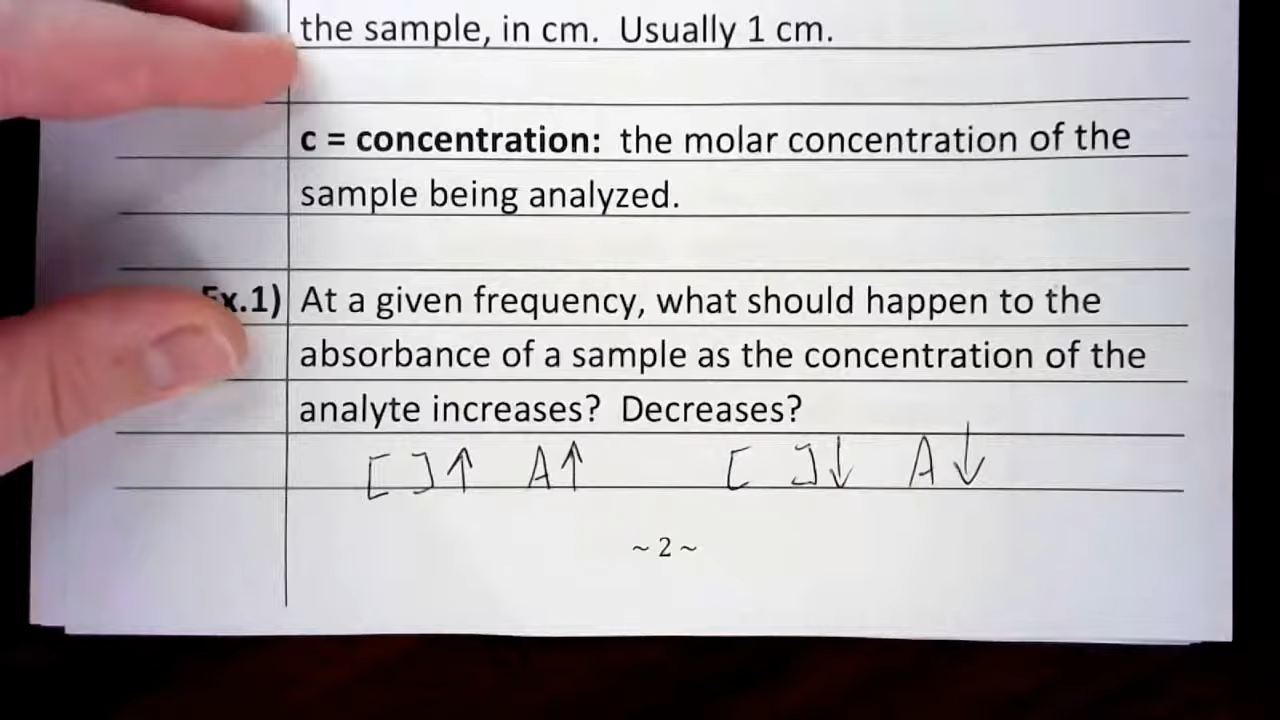 the sample, in cm. Usually 1 cm.
c = concentration: the molar concentration of the
sample being analyzed.
Ex.1) At a given frequency, what should happen to the
absorbance of a sample as the concentration of the
analyte increases? Decreases?
[ ]↑ A↑ [ ]↓ A↓
~ 2 ~